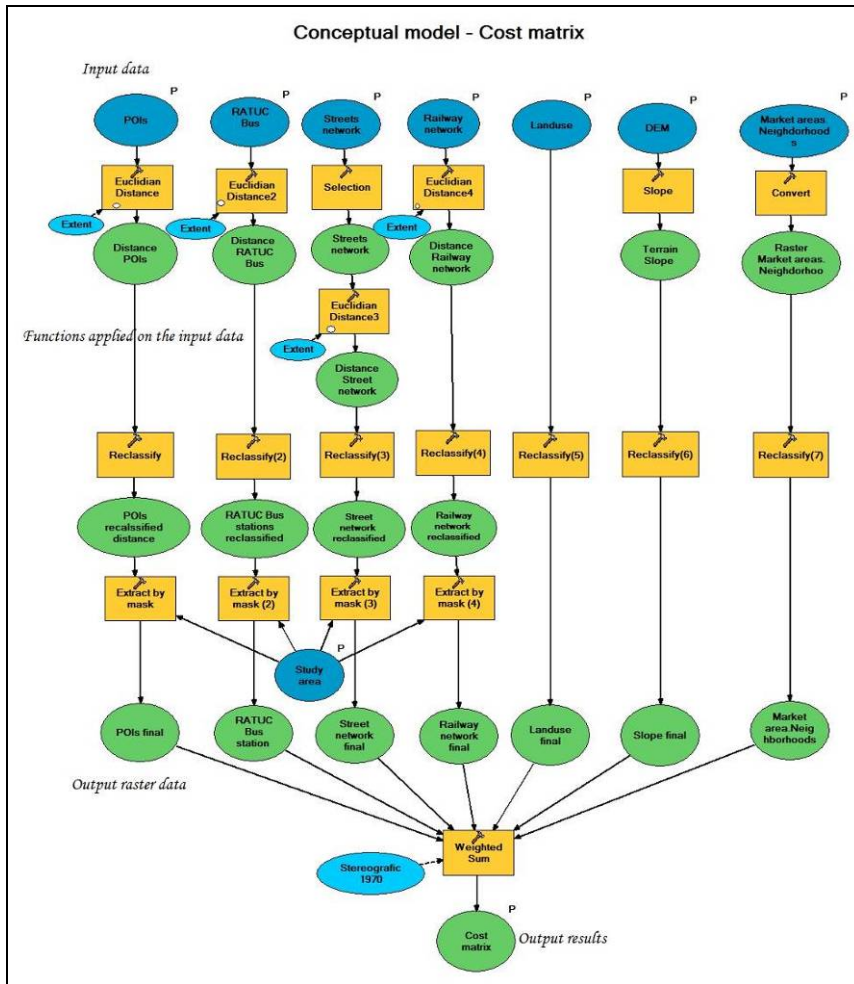 Conceptual model - Cost matrix
Input data
P
P
P
P
P
P
POIs
RATUC
Bus
Streets
network
Railway
network
Landuse
DEM
Market areas.
Neighdorhood
s
Euclidian
Distance
Euclidian
Distance2
Selection
Euclidian
Distance4
Slope
Convert
Extent
Extent
Extent
Distance
POIs
Distance
RATUC
Bus
Streets
network
Distance
Railway
network
Terrain
Slope
Raster
Market areas.
Neighdorhoo
Functions applied on the input data
Euclidian
Distance3
Extent
Distance
Street
network
Reclassify
Reclassify(2)
Reclassify(3)
Reclassify(4)
Reclassify(5)
Reclassify(6)
Reclassify(7)
POIs
recalssified
distance
RATUC Bus
stations
reclassified
Street
network
reclassified
Railway
network
reclassified
Extract by
mask
Extract by
mask (2)
Extract by
mask (3)
Extract by
mask (4)
P
Study
area
POIs final
RATUC
Bus
station
Street
network
final
Railway
network
final
Landuse
final
Slope final
Market
area.Neig
hborhoods
Output raster data
Weighted
Sum
Stereografic
1970
P
Cost
matrix
Output results